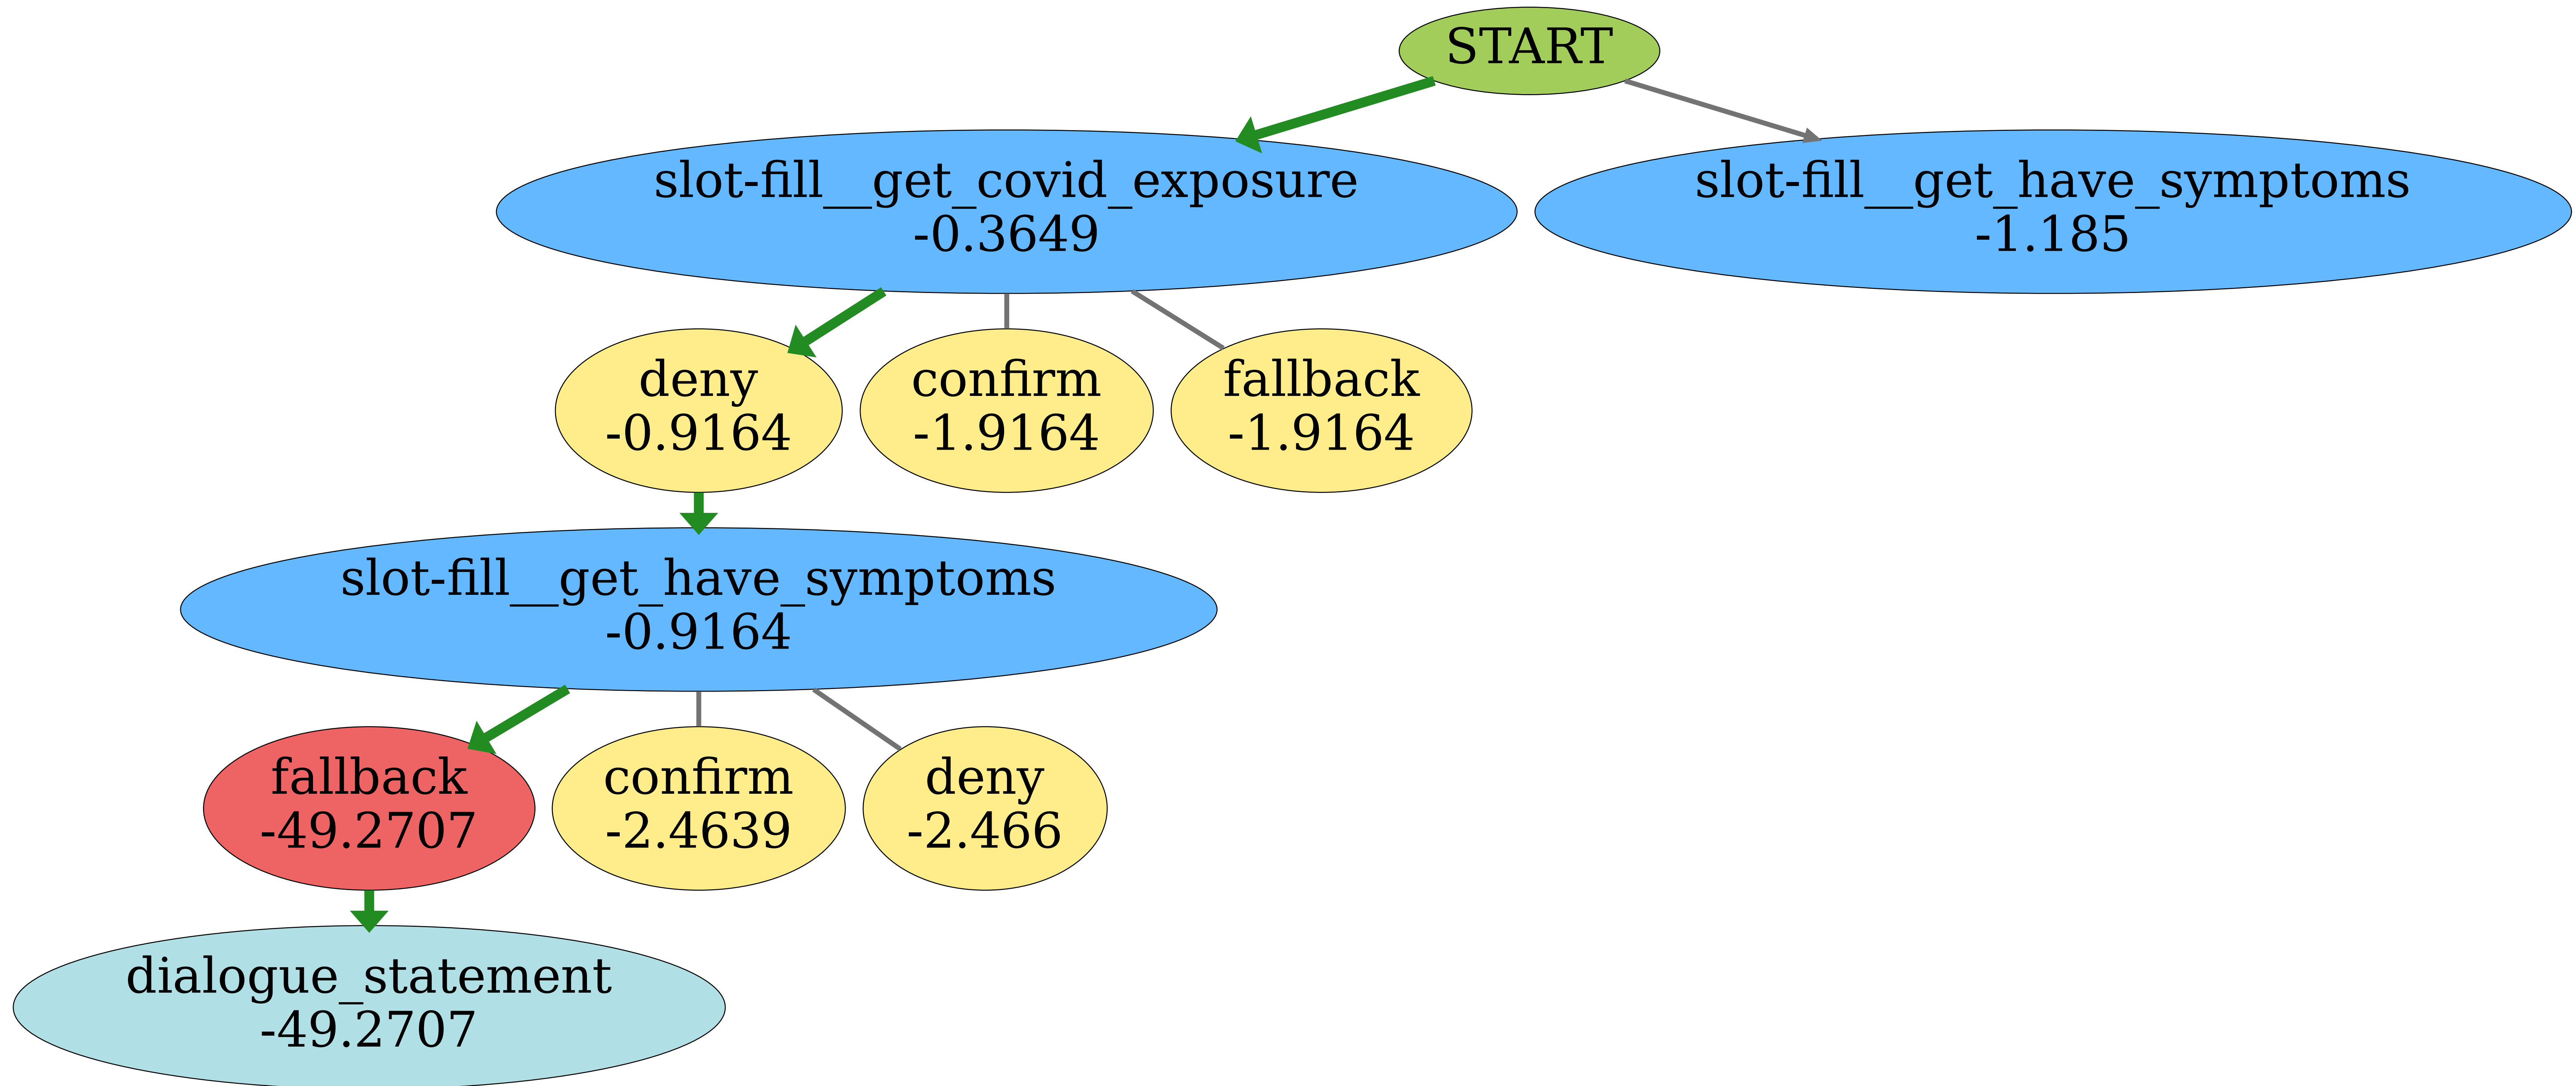 START
slot-fill__get_covid_exposure
-0.3649
slot-fill__get_have_symptoms
-1.185
deny
-0.9164
confirm
-1.9164
fallback
-1.9164
slot-fill__get_have_symptoms
-0.9164
fallback
-49.2707
confirm
-2.4639
deny
-2.466
dialogue_statement
-49.2707